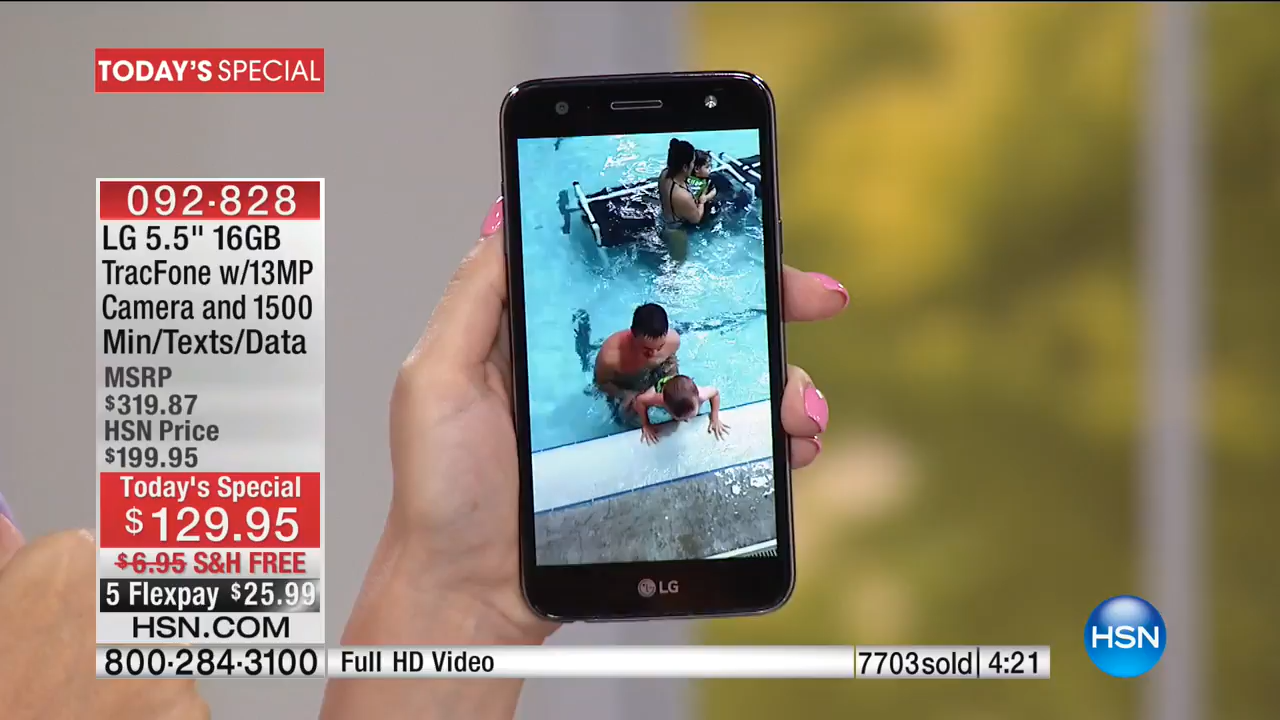 TODAY'S SPECIAL
092·828
LG 5.5" 16GB
TracFone w/13MP
Camera and 1500
Min/Texts/Data
MSRP
$319.87
HSN Price
$199.95
Today's Special
$129.95
$6.95 S&H FREE
5 Flexpay $25.99
HSN.COM
800·284·3100
Full HD Video
7703sold
4:21
LG
HSN